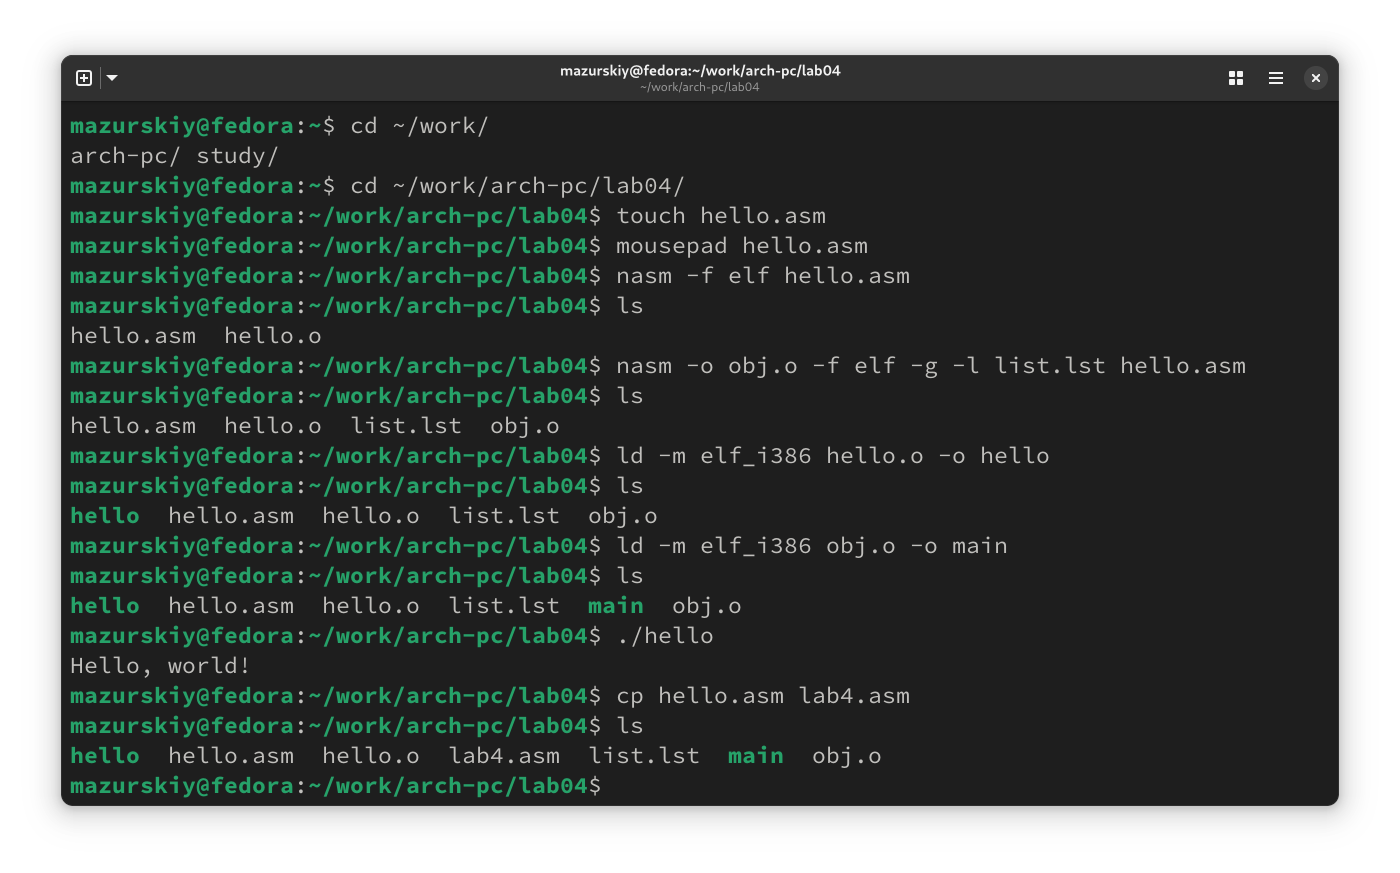 mazurskiy@fedora:~/work/arch-pc/lab04
~/work/arch-pc/lab04
mazurskiy@fedora:~$ cd ~/work/
arch-pc/ study/
mazurskiy@fedora:~$ cd ~/work/arch-pc/lab04/
mazurskiy@fedora:~/work/arch-pc/lab04$ touch hello.asm
mazurskiy@fedora:~/work/arch-pc/lab04$ mousepad hello.asm
mazurskiy@fedora:~/work/arch-pc/lab04$ nasm -f elf hello.asm
mazurskiy@fedora:~/work/arch-pc/lab04$ ls
hello.asm  hello.o
mazurskiy@fedora:~/work/arch-pc/lab04$ nasm -o obj.o -f elf -g -l list.lst hello.asm
mazurskiy@fedora:~/work/arch-pc/lab04$ ls
hello.asm  hello.o  list.lst  obj.o
mazurskiy@fedora:~/work/arch-pc/lab04$ ld -m elf_i386 hello.o -o hello
mazurskiy@fedora:~/work/arch-pc/lab04$ ls
hello  hello.asm  hello.o  list.lst  obj.o
mazurskiy@fedora:~/work/arch-pc/lab04$ ld -m elf_i386 obj.o -o main
mazurskiy@fedora:~/work/arch-pc/lab04$ ls
hello  hello.asm  hello.o  list.lst  main  obj.o
mazurskiy@fedora:~/work/arch-pc/lab04$ ./hello
Hello, world!
mazurskiy@fedora:~/work/arch-pc/lab04$ cp hello.asm lab4.asm
mazurskiy@fedora:~/work/arch-pc/lab04$ ls
hello  hello.asm  hello.o  lab4.asm  list.lst  main  obj.o
mazurskiy@fedora:~/work/arch-pc/lab04$